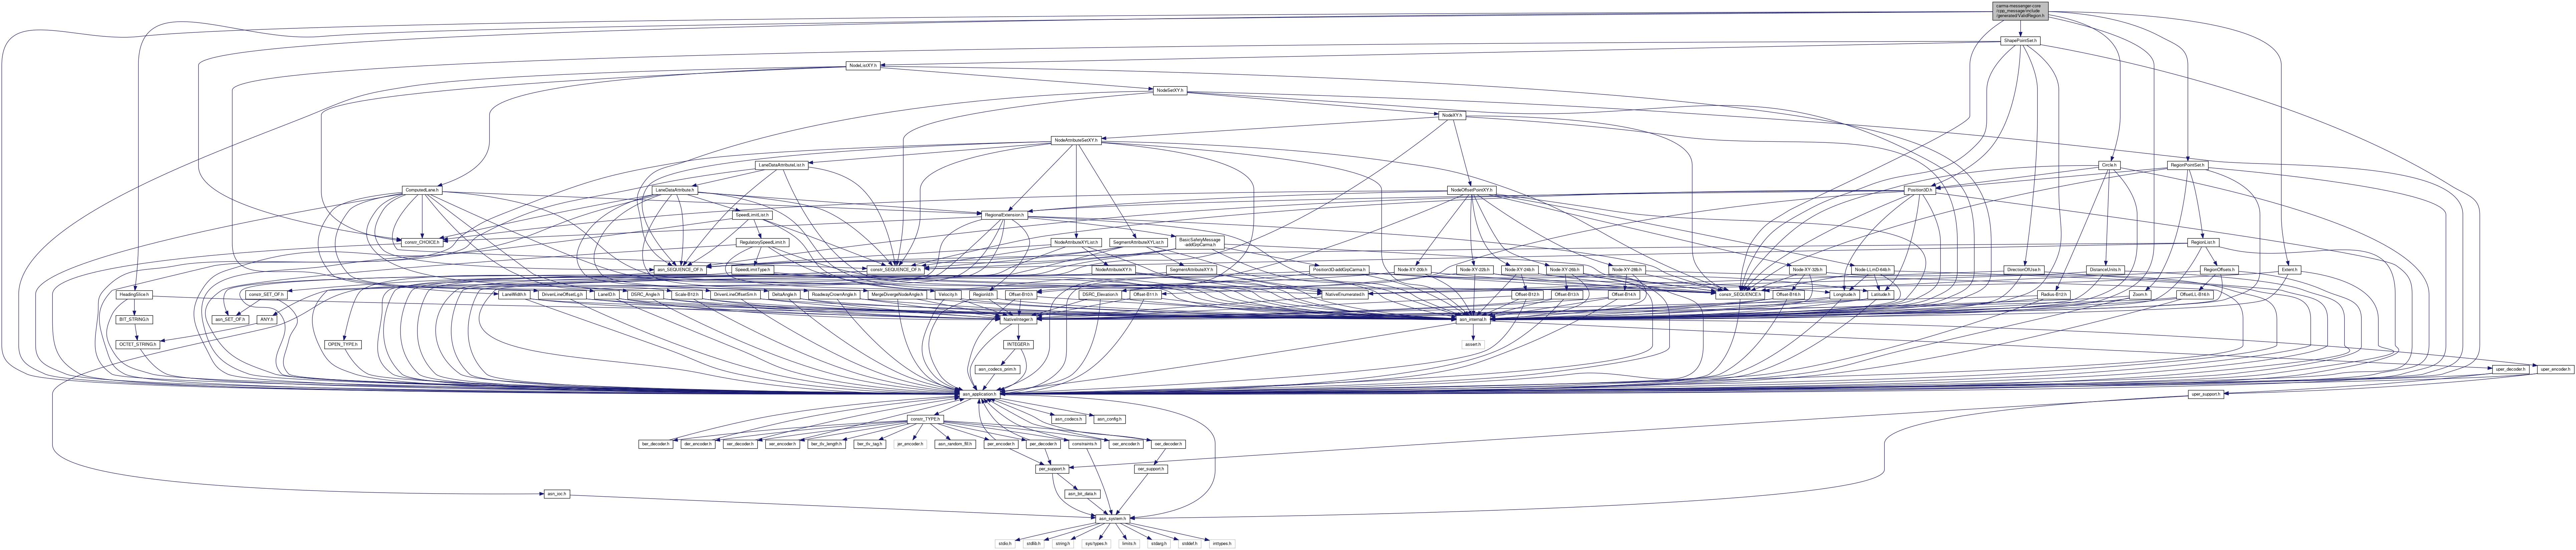 carma-messenger-core
/cpp_message/include
/generated/ValidRegion.h
ShapePointSet.h
NodeListXY.h
NodeSetXY.h
NodeXY.h
NodeAttributeSetXY.h
LaneDataAttributeList.h
Circle.h
RegionPointSet.h
ComputedLane.h
LaneDataAttribute.h
NodeOffsetPointXY.h
Position3D.h
SpeedLimitList.h
RegionalExtension.h
constr_CHOICE.h
RegulatorySpeedLimit.h
NodeAttributeXYList.h
SegmentAttributeXYList.h
BasicSafetyMessage
-addGrpCarma.h
RegionList.h
asn_SEQUENCE_OF.h
SpeedLimitType.h
constr_SEQUENCE_OF.h
NodeAttributeXY.h
SegmentAttributeXY.h
Position3D-addGrpCarma.h
Node-XY-20b.h
Node-XY-22b.h
Node-XY-24b.h
Node-XY-26b.h
Node-XY-28b.h
Node-XY-32b.h
Node-LLmD-64b.h
DirectionOfUse.h
DistanceUnits.h
RegionOffsets.h
Extent.h
HeadingSlice.h
constr_SET_OF.h
LaneWidth.h
DrivenLineOffsetLg.h
LaneID.h
DSRC_Angle.h
Scale-B12.h
DrivenLineOffsetSm.h
DeltaAngle.h
RoadwayCrownAngle.h
MergeDivergeNodeAngle.h
Velocity.h
RegionId.h
Offset-B10.h
DSRC_Elevation.h
Offset-B11.h
NativeEnumerated.h
Offset-B12.h
Offset-B13.h
Offset-B14.h
constr_SEQUENCE.h
Offset-B16.h
Longitude.h
Latitude.h
Radius-B12.h
Zoom.h
OffsetLL-B16.h
BIT_STRING.h
asn_SET_OF.h
ANY.h
NativeInteger.h
asn_internal.h
OCTET_STRING.h
OPEN_TYPE.h
INTEGER.h
assert.h
asn_codecs_prim.h
uper_decoder.h
uper_encoder.h
asn_application.h
uper_support.h
constr_TYPE.h
asn_codecs.h
asn_config.h
ber_decoder.h
der_encoder.h
xer_decoder.h
xer_encoder.h
ber_tlv_length.h
ber_tlv_tag.h
jer_encoder.h
asn_random_fill.h
per_encoder.h
per_decoder.h
constraints.h
oer_encoder.h
oer_decoder.h
per_support.h
oer_support.h
asn_ioc.h
asn_bit_data.h
asn_system.h
stdio.h
stdlib.h
string.h
sys/types.h
limits.h
stdarg.h
stddef.h
inttypes.h